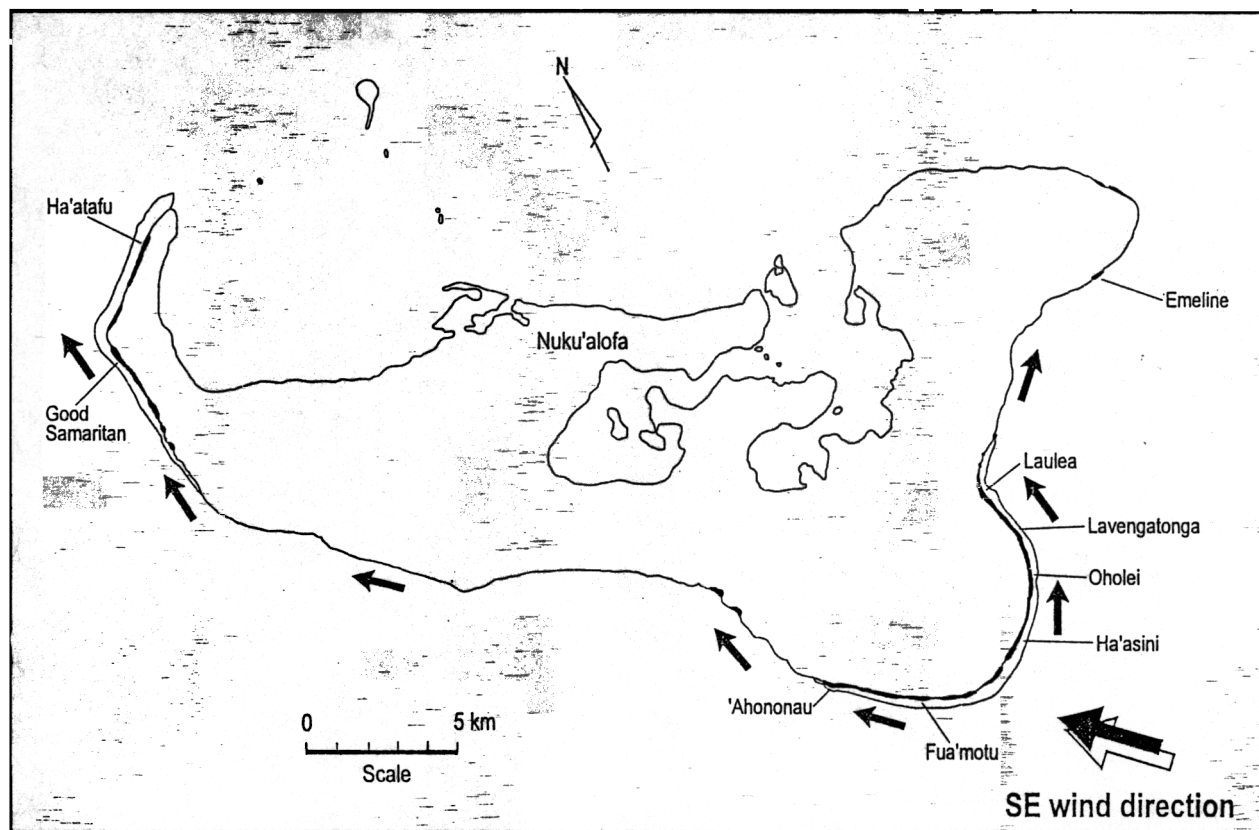 N
Ha'atafu
Emeline
Nuku'alofa
Good
Samaritan
Laulea
Lavengatonga
Oholei
Ha'asini
'Ahononau
0 5 km
Scale
Fua'motu
SE wind direction